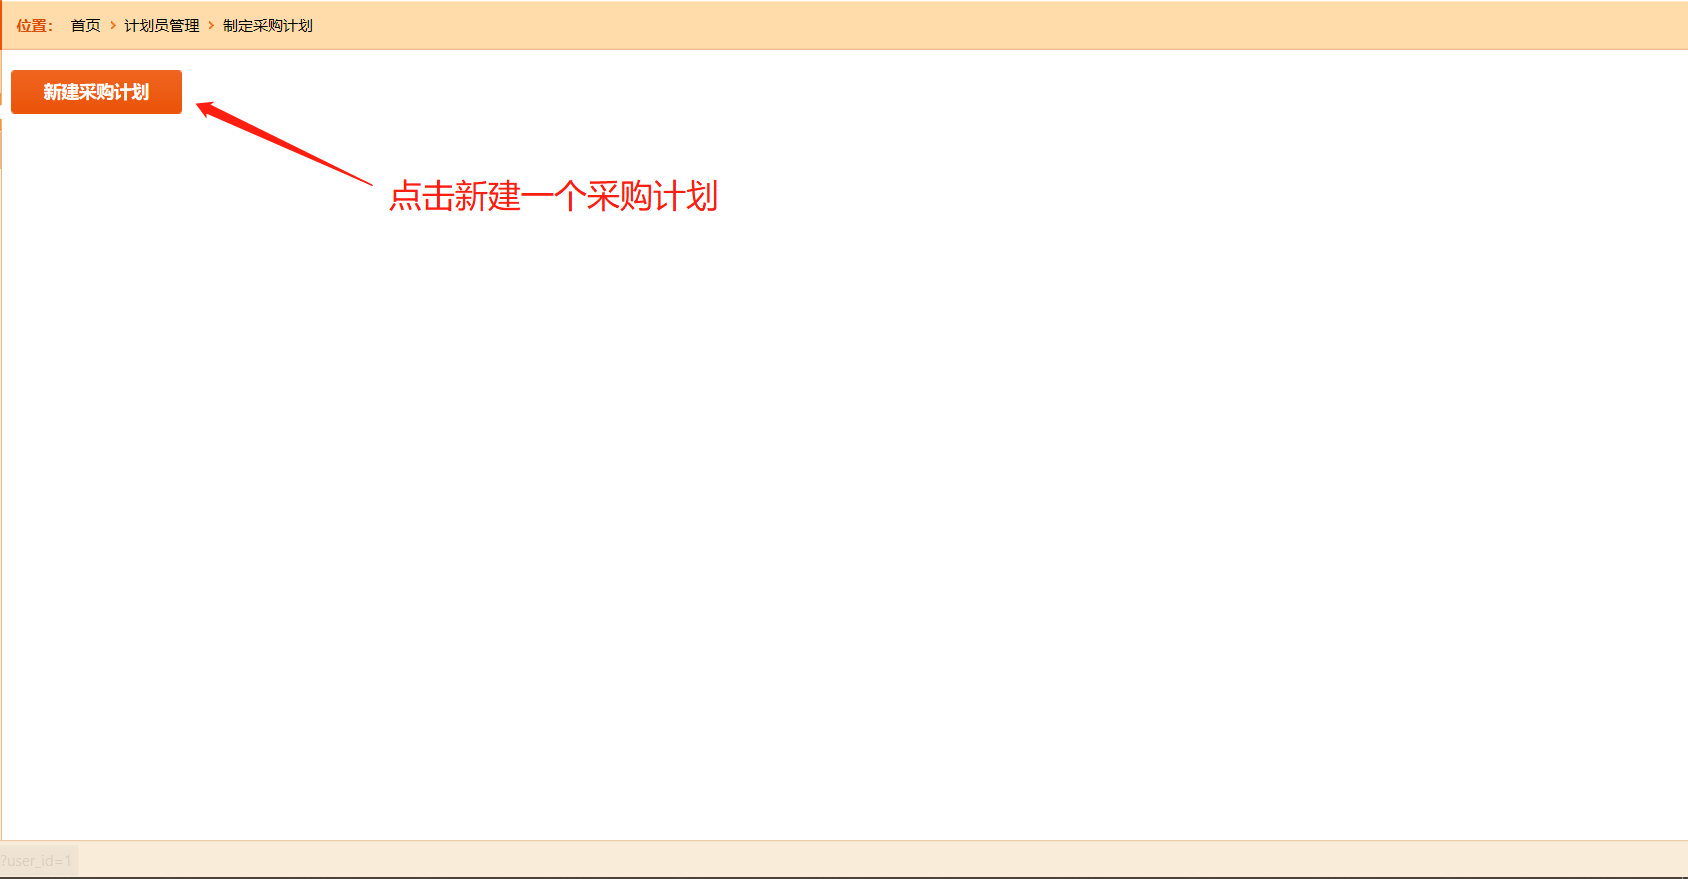 位置： 首页 > 计划员管理 > 制定采购计划
新建采购计划
点击新建一个采购计划
?user_id=1